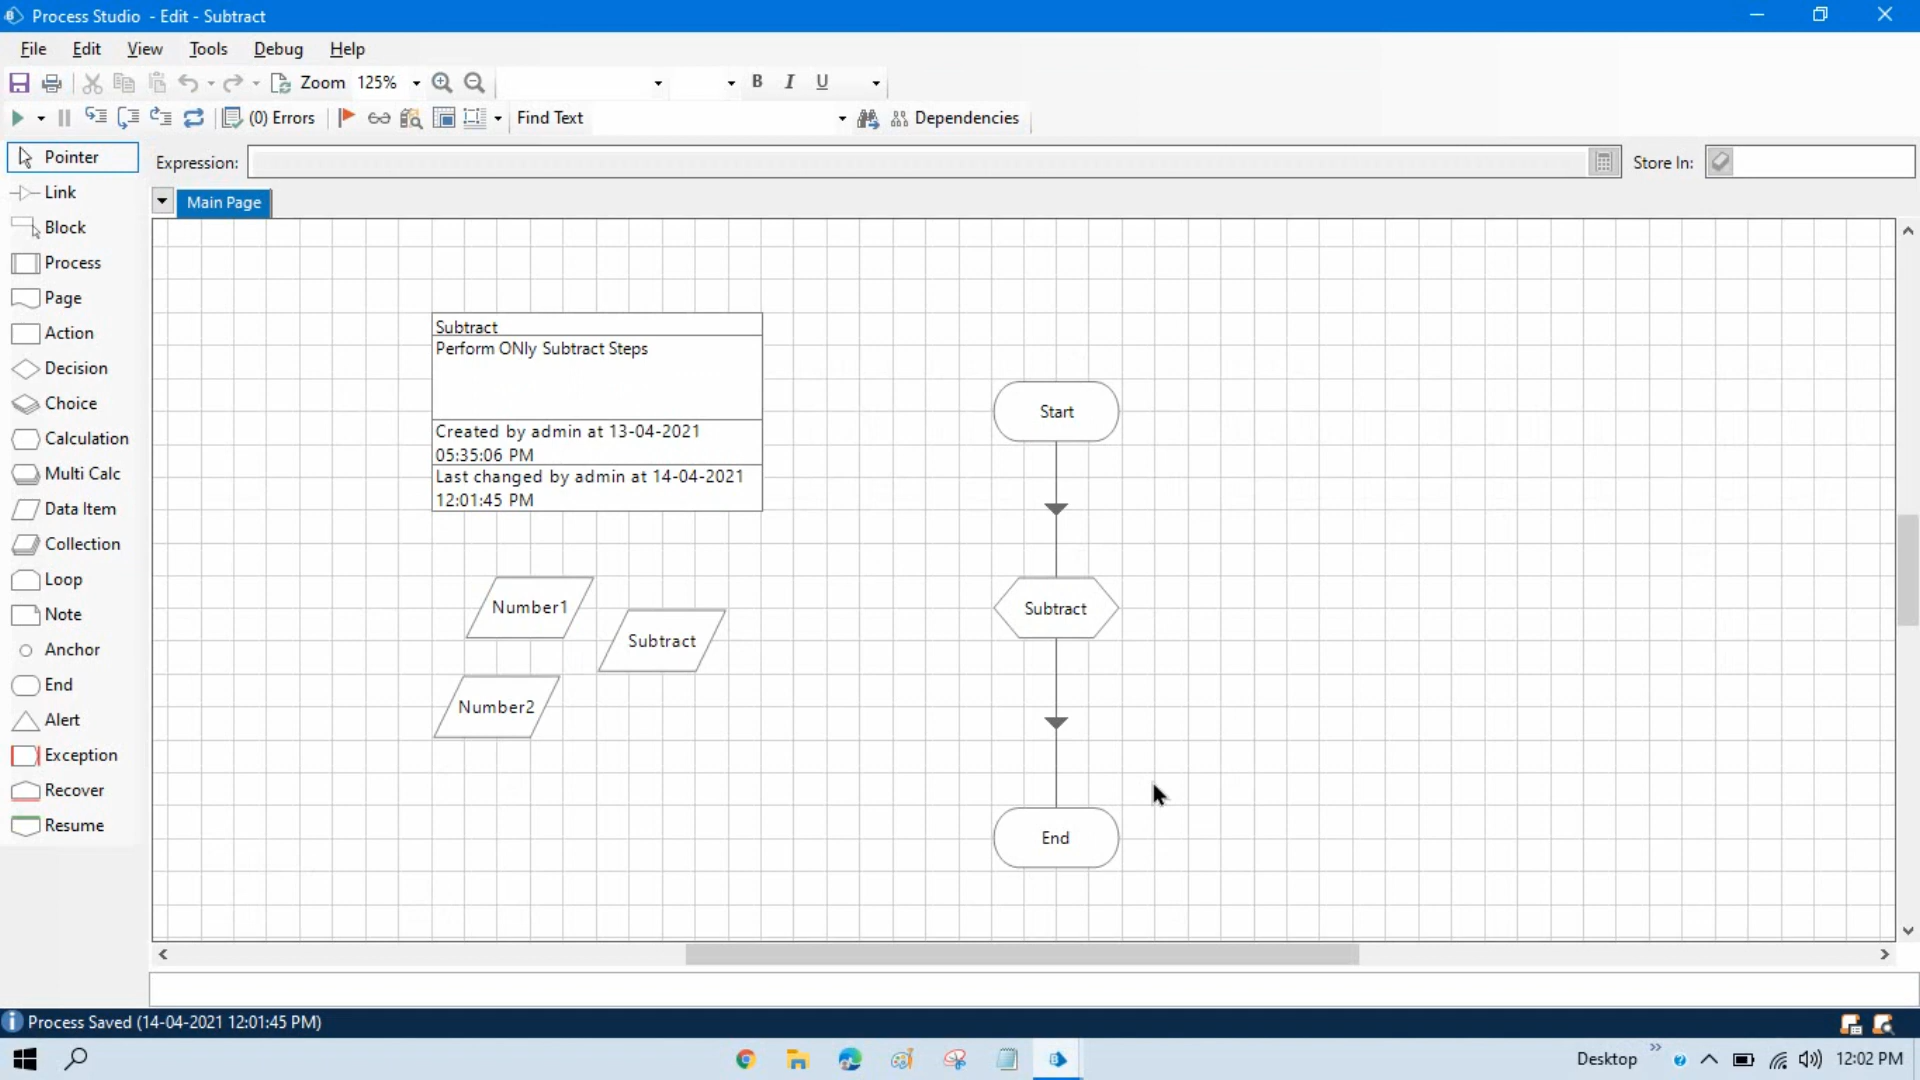 Process Studio - Edit - Subtract
File Edit View Tools Debug Help
Zoom 125% B I U
(0) Errors Find Text Dependencies
Pointer
Expression: Store In:
Link
Main Page
Block
Process
Page
Action
Decision
Choice
Calculation
Multi Calc
Data Item
Collection
Loop
Note
Anchor
End
Alert
Exception
Recover
Resume
Subtract
Perform ONly Subtract Steps
Created by admin at 13-04-2021
05:35:06 PM
Last changed by admin at 14-04-2021
12:01:45 PM
Number1
Subtract
Number2
Start
Subtract
End
Process Saved (14-04-2021 12:01:45 PM)
Desktop 12:02 PM